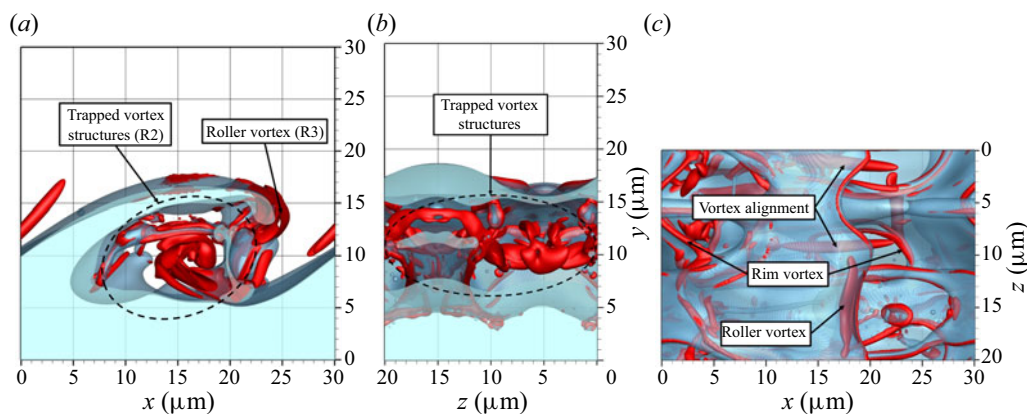 (a)
(b)
(c)
30
25
20
15
10
5
0
Trapped vortex
structures (R2)
Roller vortex (R3)
0
5
10
15
20
25
30
x (μm)
30
25
20
15
10
5
0
y (μm)
Trapped vortex
structures
20
15
10
5
0
z (μm)
0
5
10
15
20
z (μm)
Vortex alignment
Rim vortex
Roller vortex
0
5
10
15
20
25
30
x (μm)